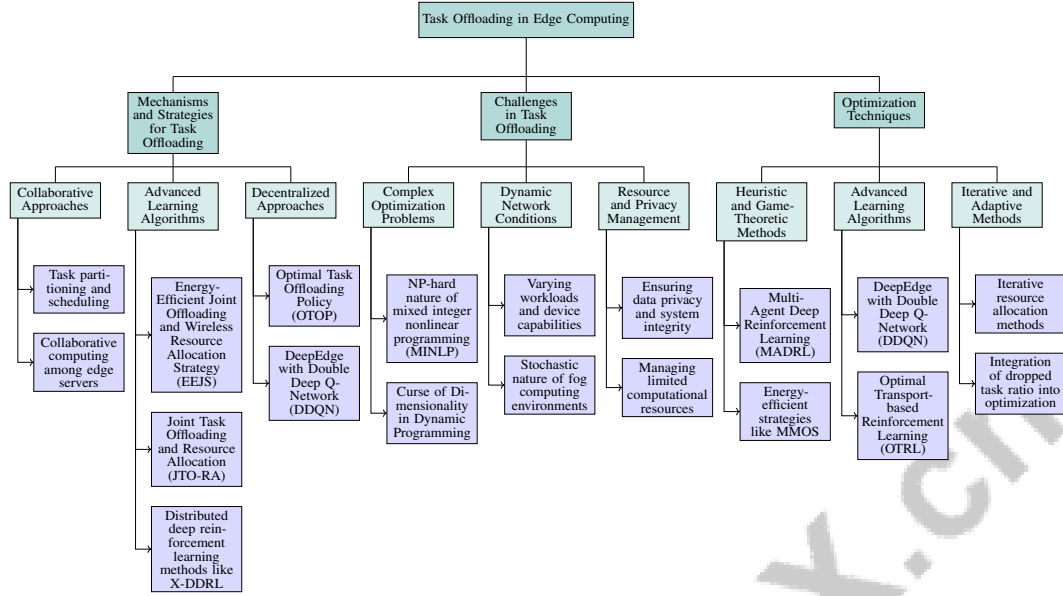 Task Offloading in Edge Computing
Mechanisms
and Strategies
for Task
Offloading
Challenges
in Task
Offloading
Optimization
Techniques
Collaborative
Approaches
Advanced
Learning
Algorithms
Decentralized
Approaches
Complex
Optimization
Problems
Dynamic
Network
Conditions
Resource
and Privacy
Management
Heuristic
and Game-
Theoretic
Methods
Advanced
Learning
Algorithms
Iterative and
Adaptive
Methods
Task parti-
tioning and
scheduling
Collaborative
computing
among edge
servers
Energy-
Efficient Joint
Offloading
and Wireless
Resource
Allocation
Strategy
(EEJS)
Joint Task
Offloading
and Resource
Allocation
(JTO-RA)
Distributed
deep rein-
forcement
learning
methods like
X-DDRL
Optimal Task
Offloading
Policy
(OTOP)
DeepEdge
with Double
Deep Q-
Network
(DDQN)
NP-hard
nature of
mixed integer
nonlinear
programming
(MINLP)
Curse of Di-
mensionality
in Dynamic
Programming
Varying
workloads
and device
capabilities
Stochastic
nature of fog
computing
environments
Ensuring
data privacy
and system
integrity
Managing
limited
computational
resources
Multi-
Agent Deep
Reinforcement
Learning
(MADRL)
Energy-
efficient
strategies
like MMOS
DeepEdge
with Double
Deep Q-
Network
(DDQN)
Optimal
Transport-
based
Reinforcement
Learning
(OTRL)
Iterative
resource
allocation
methods
Integration
of dropped
task ratio into
optimization
X.cn